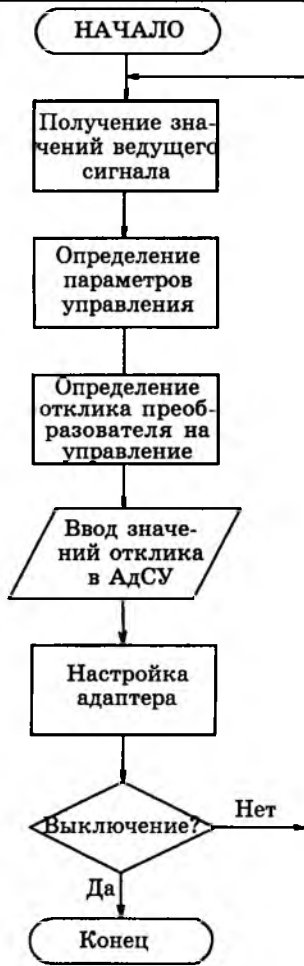 НАЧАЛО
Получение зна-
чений ведущего
сигнала
Определение
параметров
управления
Определение
отклика преоб-
разователя на
управление
Ввод значе-
ний отклика
в АдСУ
Настройка
адаптера
Выключение?
Нет
Да
Конец